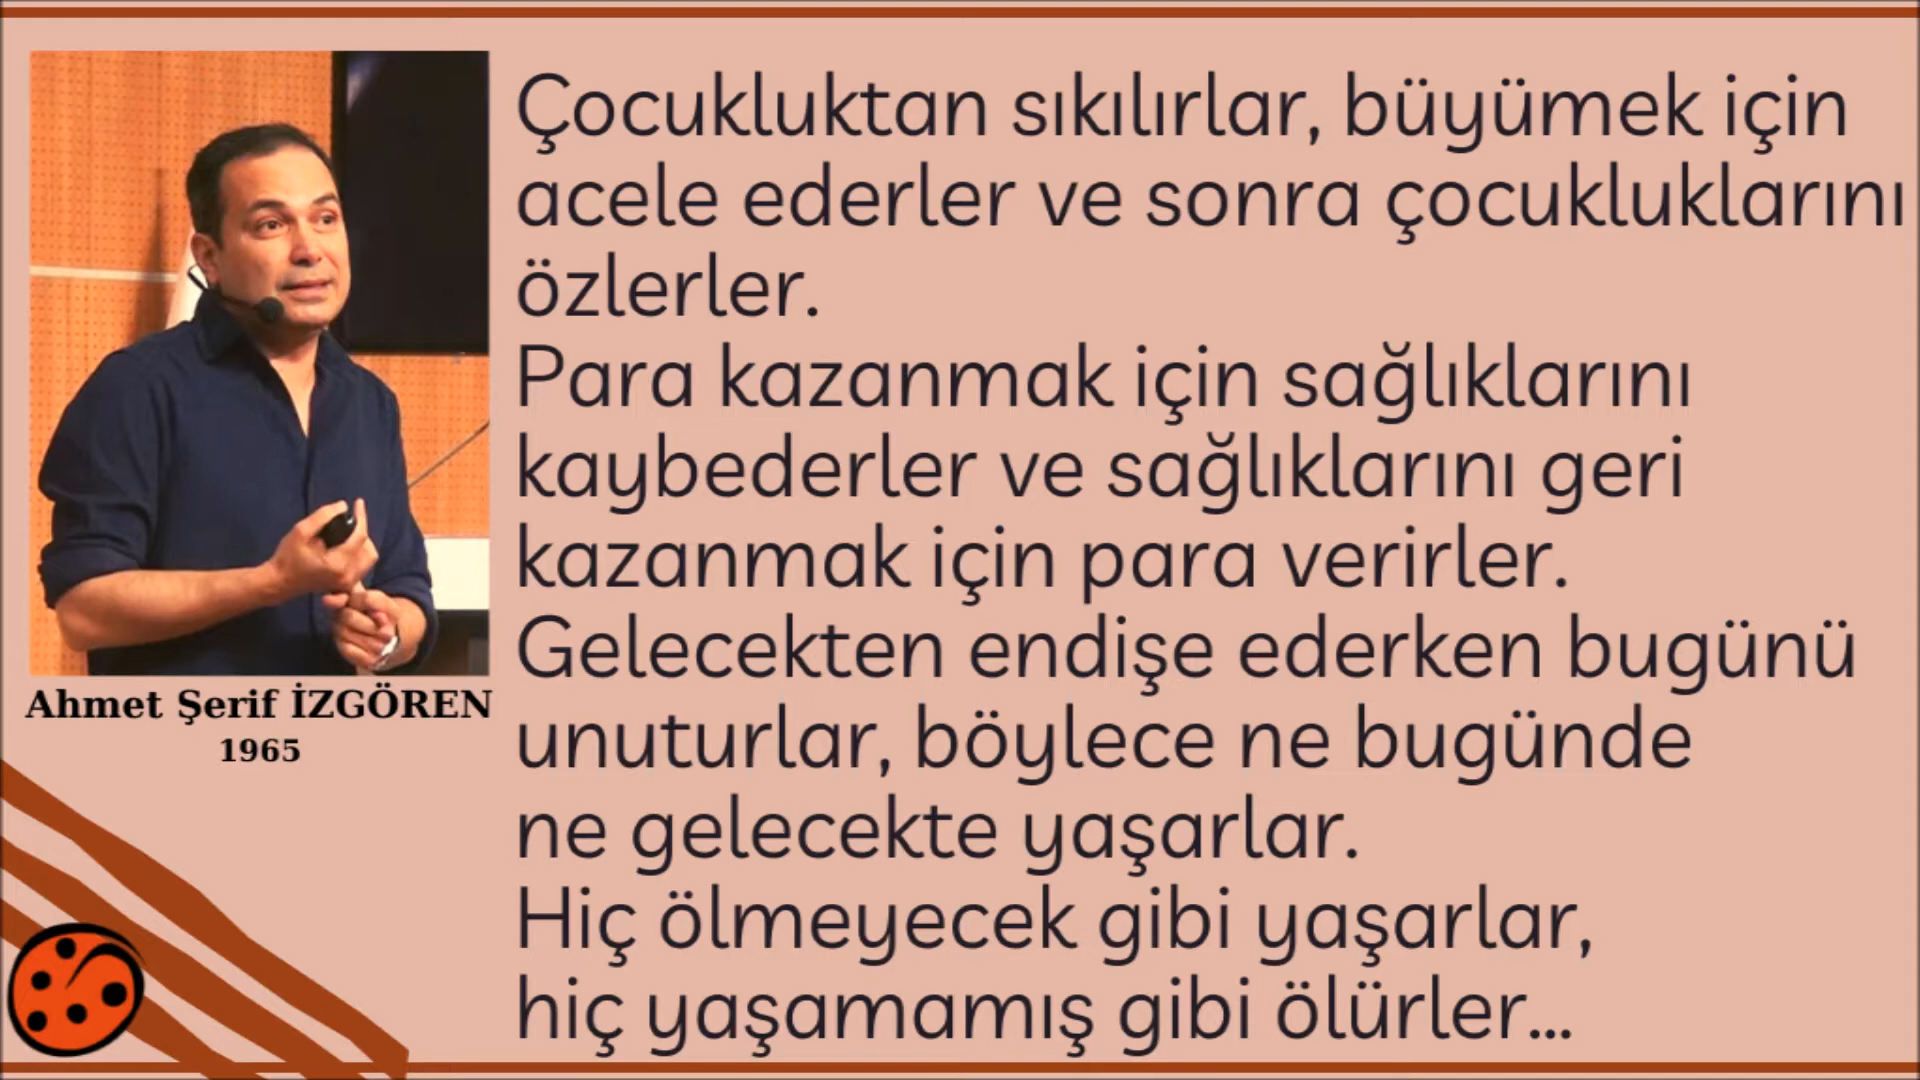 Çocukluktan sıkılırlar, büyümek için
acele ederler ve sonra çocukluklarını
özlerler.
Para kazanmak için sağlıklarını
kaybederler ve sağlıklarını geri
kazanmak için para verirler.
Gelecekten endişe ederken bugünü
unuturlar, böylece ne bugünde
ne gelecekte yaşarlar.
Hiç ölmeyecek gibi yaşarlar,
hiç yaşamamış gibi ölürler...
Ahmet Şerif İZGÖREN
1965